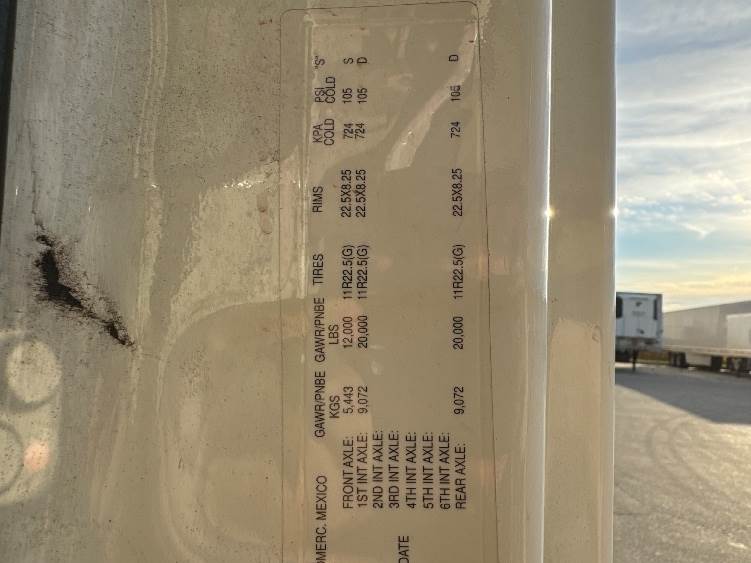 OMERC. MEXICO
GAWR/PNBE GAWR/PNBE TIRES RIMS KPA PSI "S"
KGS LBS COLD COLD
FRONT AXLE: 5,443 12,000 11R22.5(G) 22.5X8.25 724 105 S
1ST INT AXLE: 9,072 20,000 11R22.5(G) 22.5X8.25 724 105 D
2ND INT AXLE:
3RD INT AXLE:
4TH INT AXLE:
5TH INT AXLE:
6TH INT AXLE:
REAR AXLE: 9,072 20,000 11R22.5(G) 22.5X8.25 724 105 D
DATE